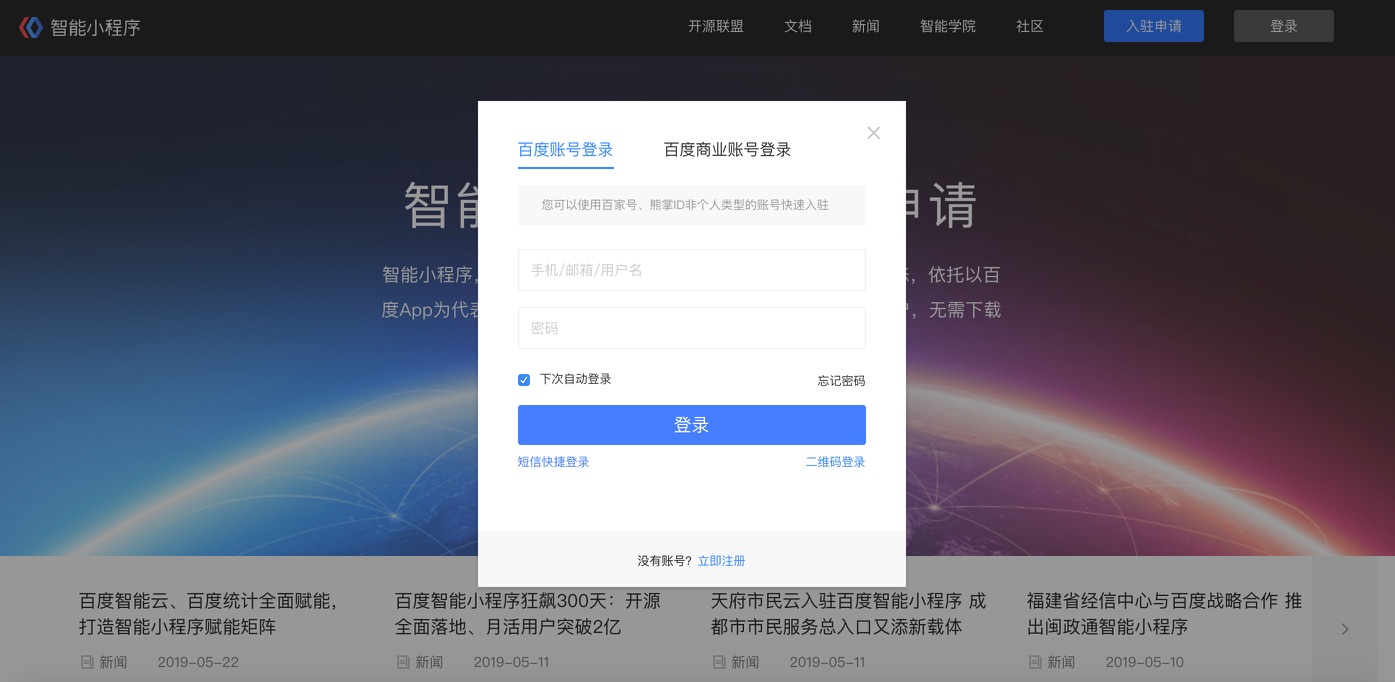 智能小程序
开源联盟 文档 新闻 智能学院 社区 入驻申请 登录
百度账号登录 百度商业账号登录
您可以使用百家号、熊掌ID非个人类型的账号快速入驻
手机/邮箱/用户名
密码
下次自动登录 忘记密码
登录
短信快捷登录 二维码登录
没有账号? 立即注册
智
请
智能小程序,
，依托以百
度App为代
，无需下载
百度智能云、百度统计全面赋能,
打造智能小程序赋能矩阵
新闻 2019-05-22
百度智能小程序狂飙300天：开源
全面落地、月活用户突破2亿
新闻 2019-05-11
天府市民云入驻百度智能小程序 成
都市市民服务总入口又添新载体
新闻 2019-05-11
福建省经信中心与百度战略合作 推
出闽政通智能小程序
新闻 2019-05-10